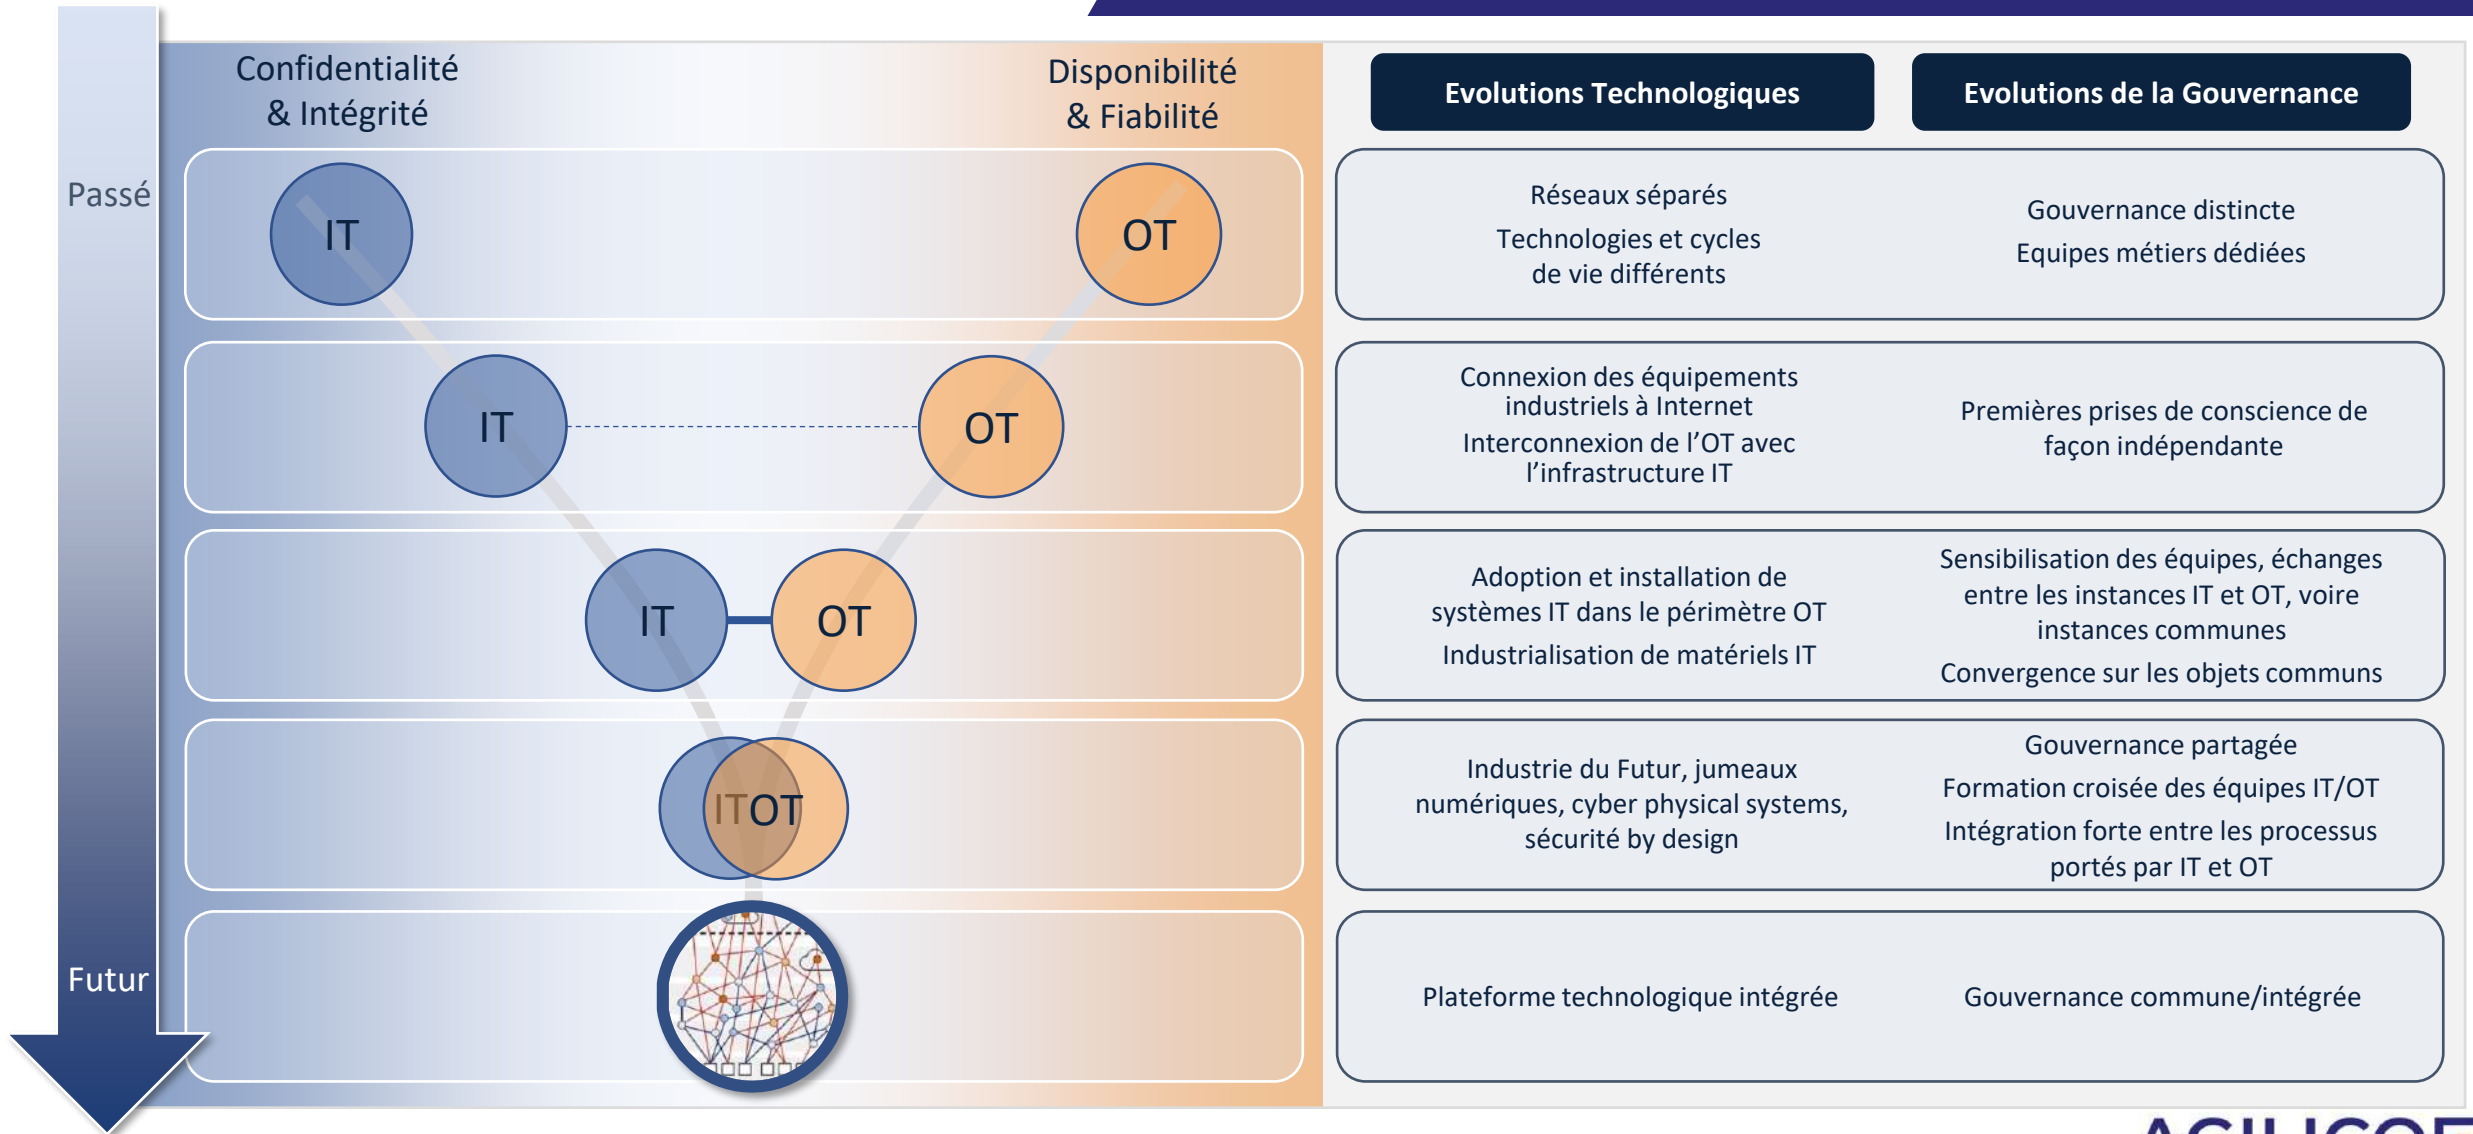 Confidentialité
& Intégrité
Disponibilité
& Fiabilité
Evolutions Technologiques
Evolutions de la Gouvernance
Passé
IT
OT
Réseaux séparés
Technologies et cycles
de vie différents
Gouvernance distincte
Equipes métiers dédiées
IT
OT
Connexion des équipements
industriels à Internet
Interconnexion de l’OT avec
l’infrastructure IT
Premières prises de conscience de
façon indépendante
IT
OT
Adoption et installation de
systèmes IT dans le périmètre OT
Industrialisation de matériels IT
Sensibilisation des équipes, échanges
entre les instances IT et OT, voire
instances communes
Convergence sur les objets communs
IT
OT
Industrie du Futur, jumeaux
numériques, cyber physical systems,
sécurité by design
Gouvernance partagée
Formation croisée des équipes IT/OT
Intégration forte entre les processus
portés par IT et OT
Futur
Plateforme technologique intégrée
Gouvernance commune/intégrée